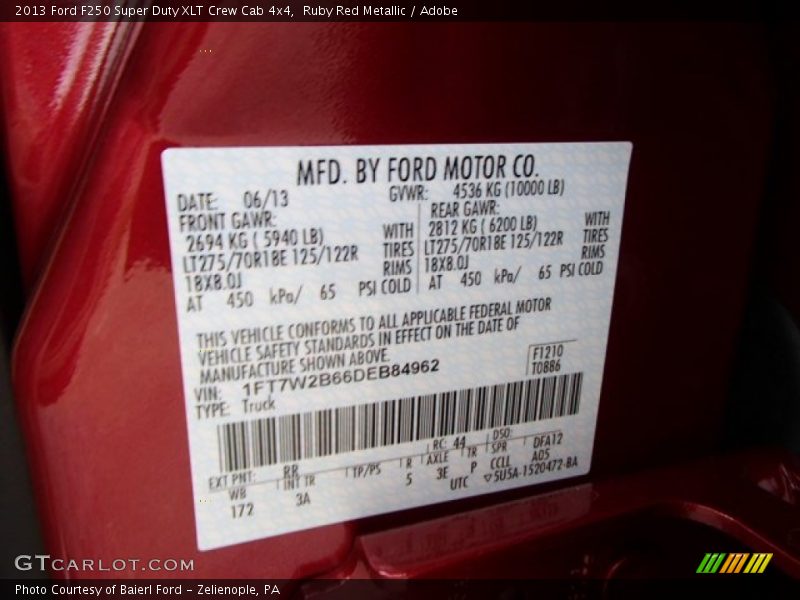 2013 Ford F250 Super Duty XLT Crew Cab 4x4, Ruby Red Metallic / Adobe
MFD. BY FORD MOTOR CO.
DATE: 06/13 GVWR: 4536 KG (10000 LB)
FRONT GAWR: REAR GAWR:
2694 KG ( 5940 LB) WITH 2812 KG ( 6200 LB) WITH
LT275/70R18E 125/122R TIRES LT275/70R18E 125/122R TIRES
18X8.0J RIMS 18X8.0J RIMS
AT 450 kPa/ 65 PSI COLD AT 450 kPa/ 65 PSI COLD
THIS VEHICLE CONFORMS TO ALL APPLICABLE FEDERAL MOTOR
VEHICLE SAFETY STANDARDS IN EFFECT ON THE DATE OF
MANUFACTURE SHOWN ABOVE.
VIN: 1FT7W2B66DEB84962 F1210
TYPE: Truck T0886
RC: 44 DSO:
EXT PNT: RR TP/PS R AXLE TR SPR DFA12
WB INT TR 5 3E P CCLL A05
172 3A UTC ▽5U5A-1520472-BA
GTCARLOT.COM
Photo Courtesy of Baierl Ford - Zelienople, PA